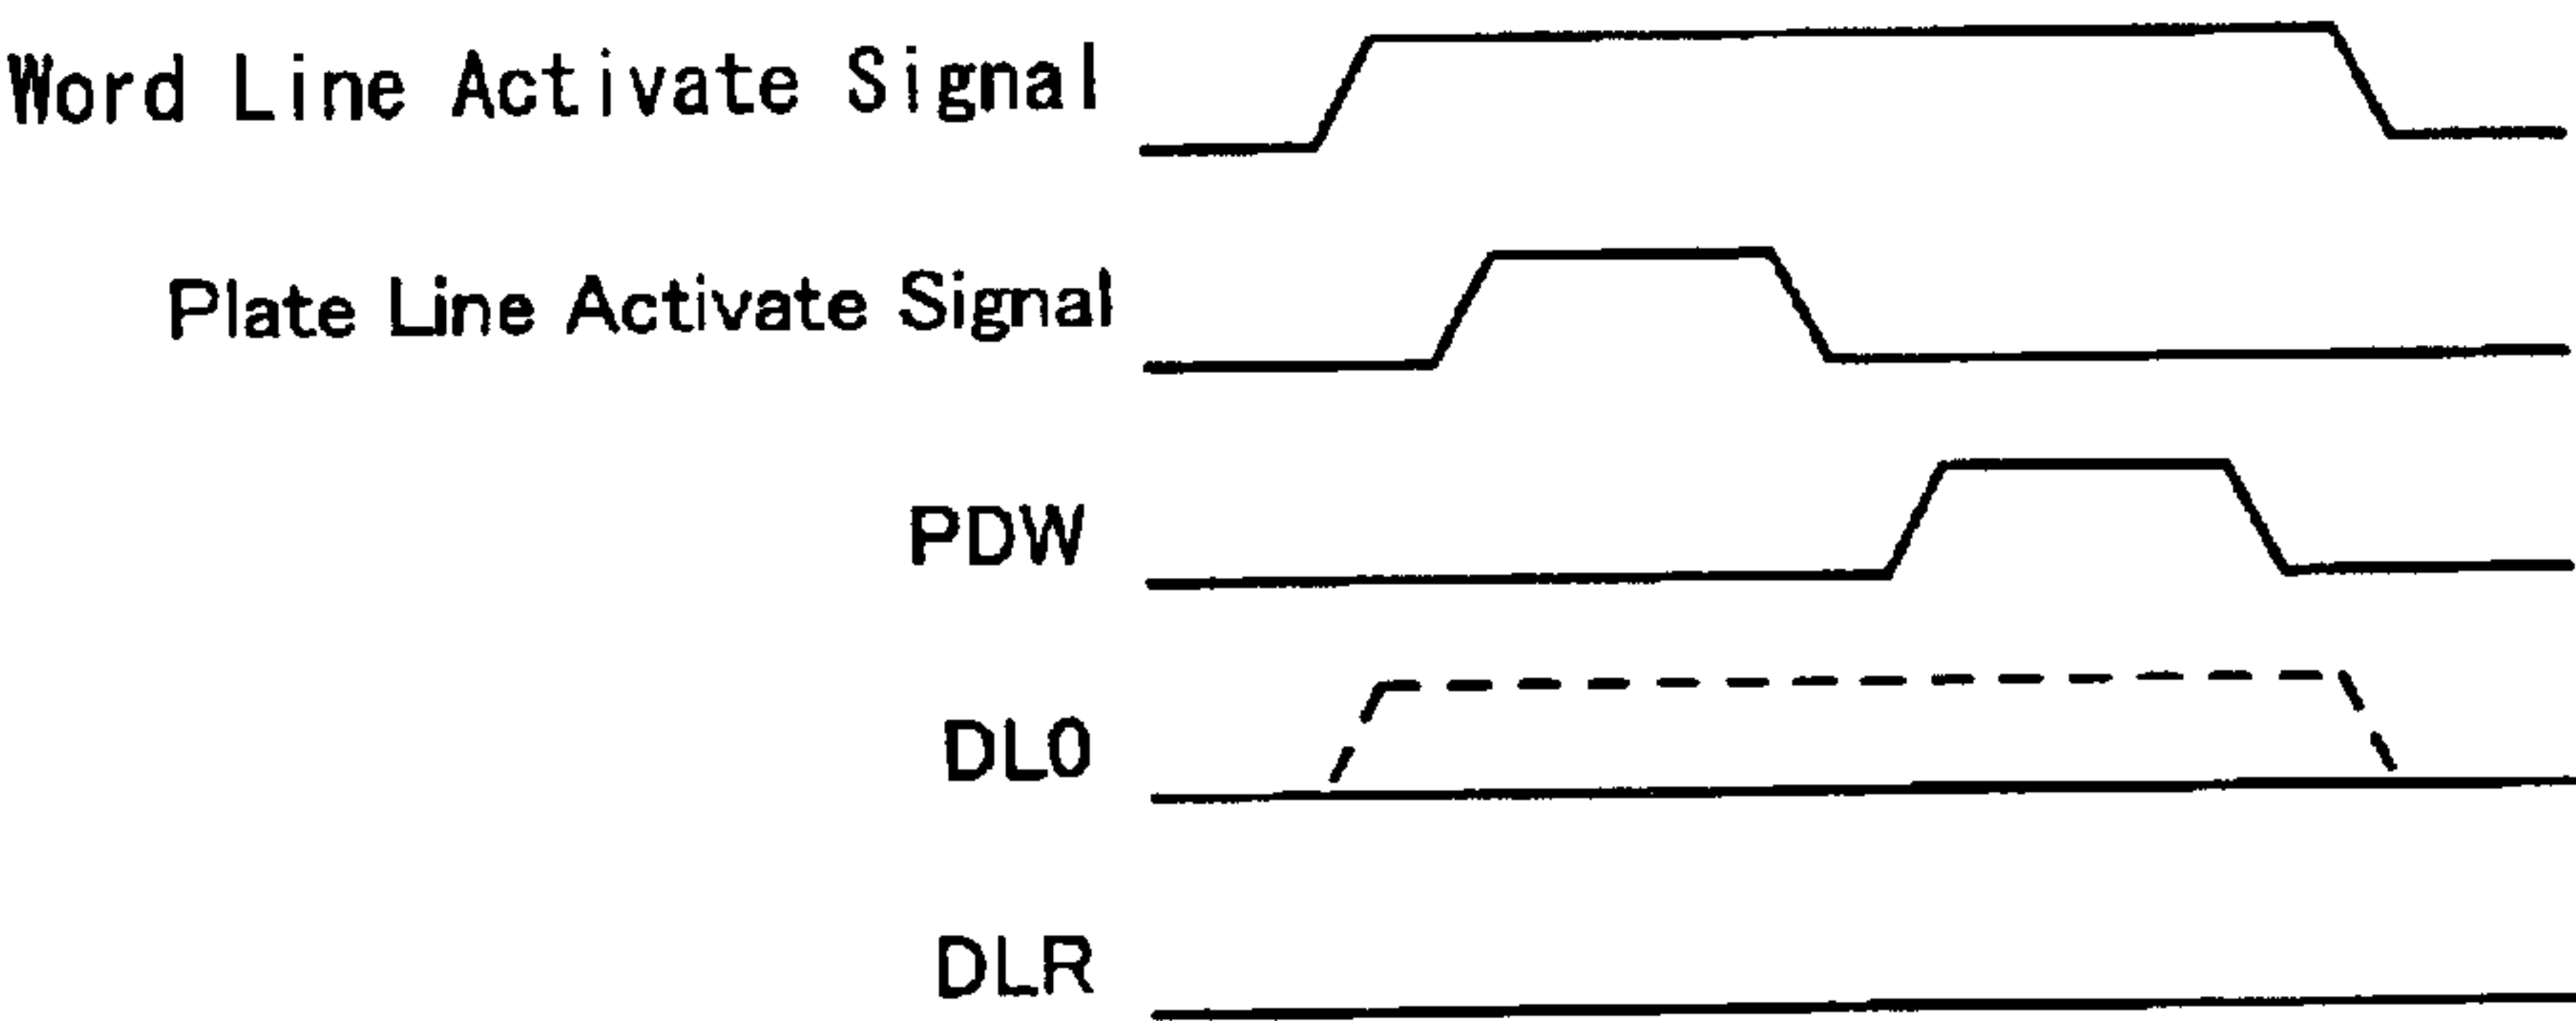 Word Line Activate Signal
Plate Line Activate Signal
PDW
DL0
DLR